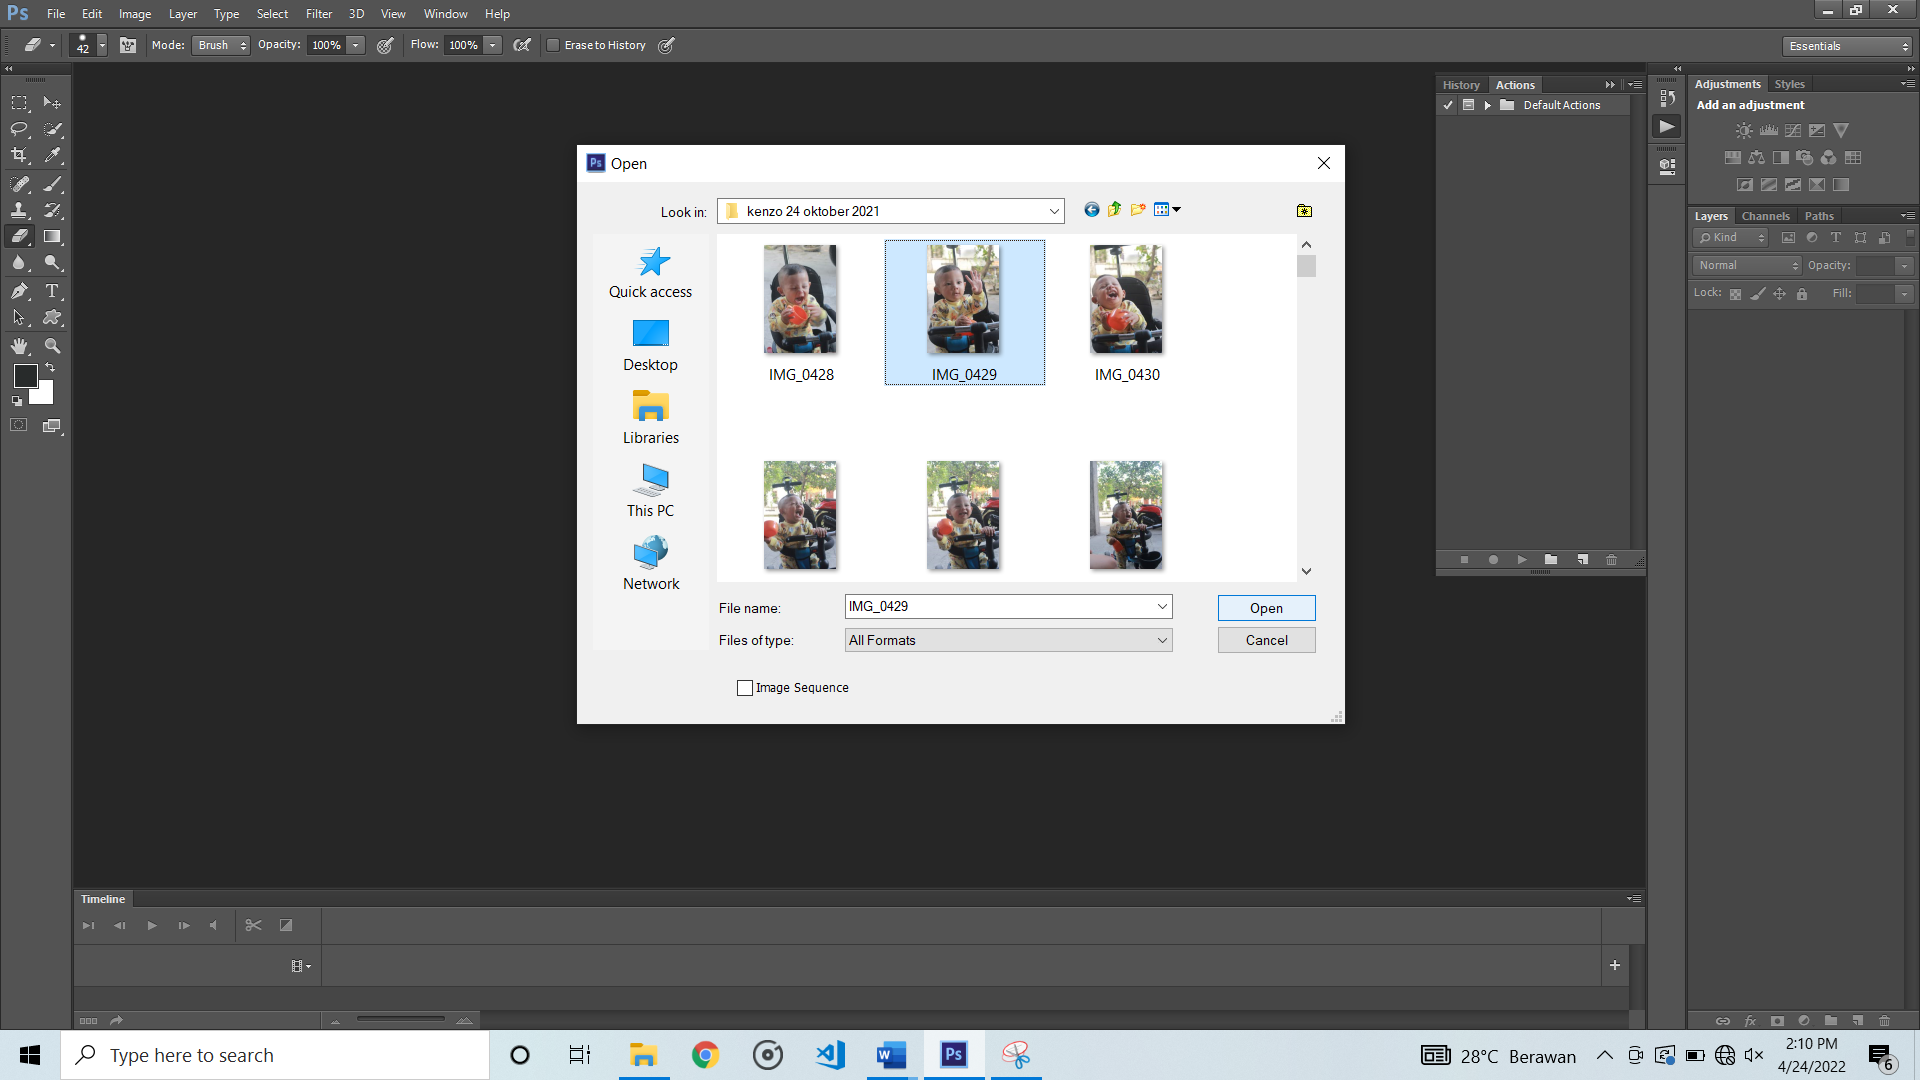 Ps File Edit Image Layer Type Select Filter 3D View Window Help
42 Mode: Brush Opacity: 100% Flow: 100% Erase to History Essentials
History Actions
Default Actions
Adjustments Styles
Add an adjustment
Layers Channels Paths
Kind
Normal Opacity:
Lock: Fill:
Ps Open
Look in: kenzo 24 oktober 2021
Quick access
Desktop
Libraries
This PC
Network
IMG_0428 IMG_0429 IMG_0430
File name: IMG_0429 Open
Files of type: All Formats Cancel
Image Sequence
Timeline
Type here to search
28°C Berawan
2:10 PM
4/24/2022
6